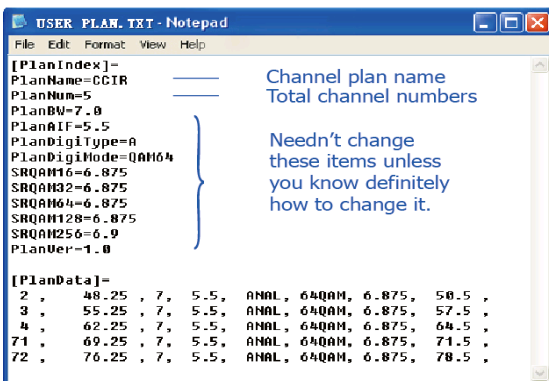 USER PLAN.TXT - Notepad
File Edit Format View Help
[PlanIndex]=
PlanName=CCIR
Channel plan name
PlanNum=5
Total channel numbers
PlanBW=7.0
PlanAIF=5.5
PlanDigiType=A
PlanDigiMode=QAM64
SRQAM16=6.875
SRQAM32=6.875
SRQAM64=6.875
SRQAM128=6.875
SRQAM256=6.9
PlanVer=1.0
Needn't change
these items unless
you know definitely
how to change it.
[PlanData]=
2 , 48.25 , 7, 5.5, ANAL, 64QAM, 6.875, 50.5 ,
3 , 55.25 , 7, 5.5, ANAL, 64QAM, 6.875, 57.5 ,
4 , 62.25 , 7, 5.5, ANAL, 64QAM, 6.875, 64.5 ,
71 , 69.25 , 7, 5.5, ANAL, 64QAM, 6.875, 71.5 ,
72 , 76.25 , 7, 5.5, ANAL, 64QAM, 6.875, 78.5 ,